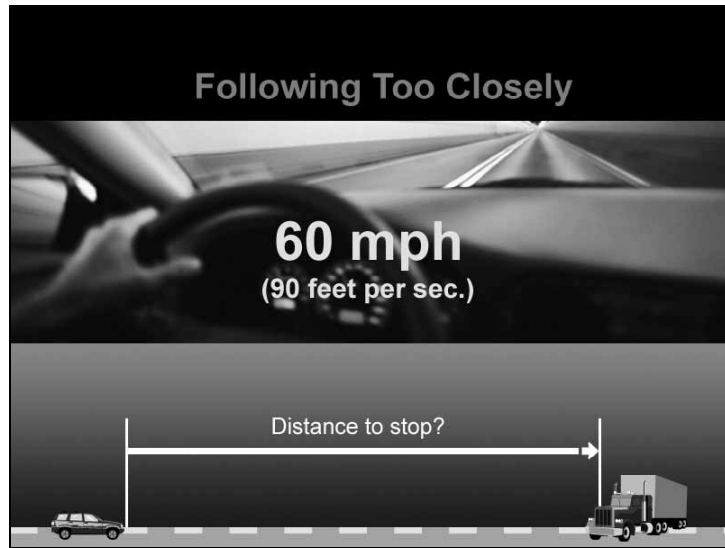 Following Too Closely
60 mph
(90 feet per sec.)
Distance to stop?